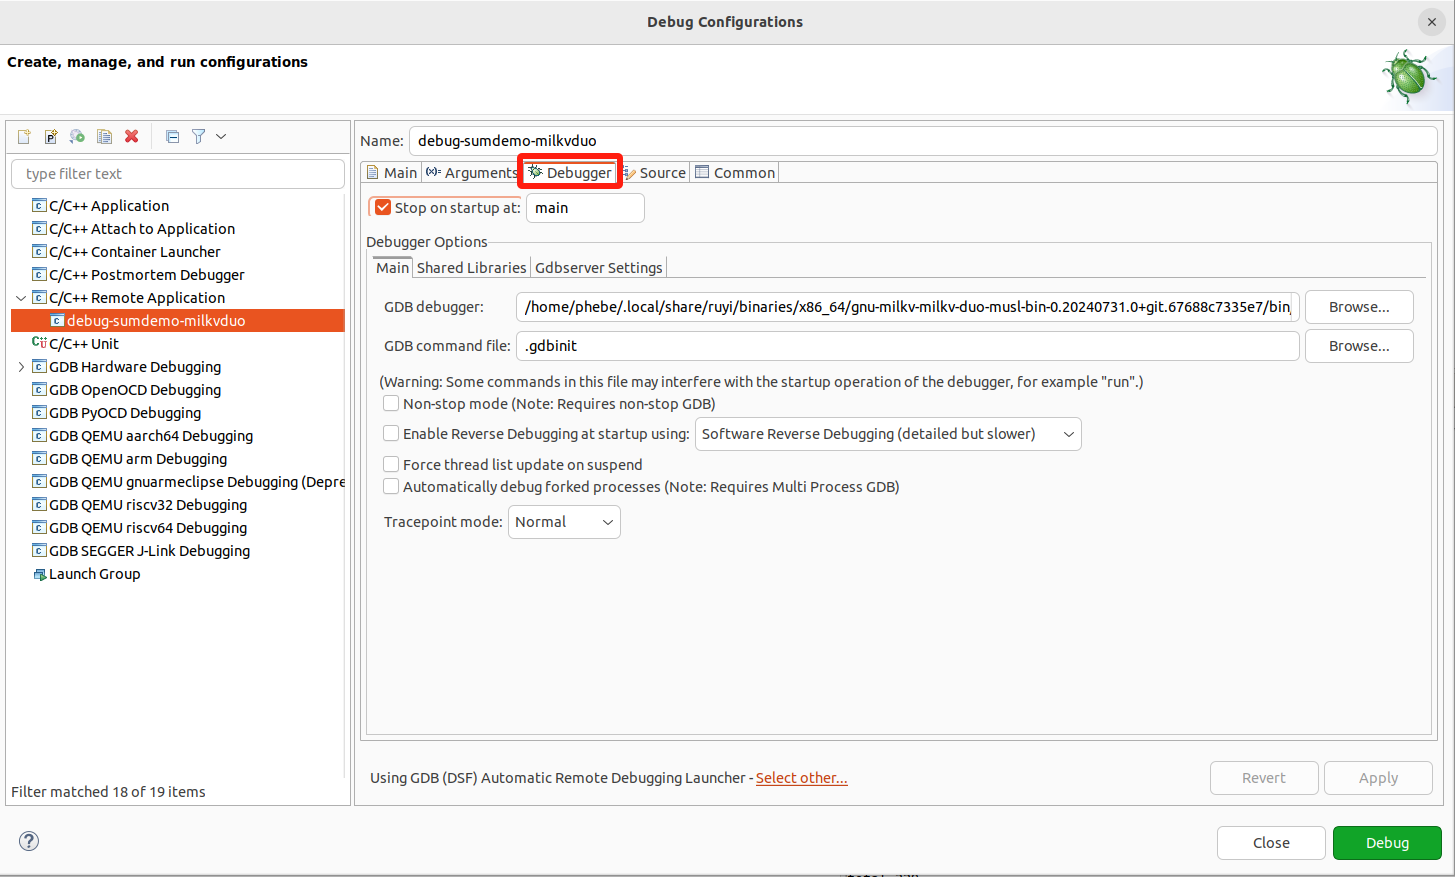 Debug Configurations
Create, manage, and run configurations
type filter text
C/C++ Application
C/C++ Attach to Application
C/C++ Container Launcher
C/C++ Postmortem Debugger
C/C++ Remote Application
debug-sumdemo-milkvduo
C/C++ Unit
GDB Hardware Debugging
GDB OpenOCD Debugging
GDB PyOCD Debugging
GDB QEMU aarch64 Debugging
GDB QEMU arm Debugging
GDB QEMU gnuarmeclipse Debugging (Depre
GDB QEMU riscv32 Debugging
GDB QEMU riscv64 Debugging
GDB SEGGER J-Link Debugging
Launch Group
Filter matched 18 of 19 items
Name: debug-sumdemo-milkvduo
Main Arguments Debugger Source Common
Stop on startup at: main
Debugger Options
Main Shared Libraries Gdbserver Settings
GDB debugger: /home/phebe/.local/share/ruyi/binaries/x86_64/gnu-milkv-milkv-duo-musl-bin-0.20240731.0+git.67688c7335e7/bin/ Browse...
GDB command file: .gdbinit Browse...
(Warning: Some commands in this file may interfere with the startup operation of the debugger, for example "run".)
Non-stop mode (Note: Requires non-stop GDB)
Enable Reverse Debugging at startup using: Software Reverse Debugging (detailed but slower)
Force thread list update on suspend
Automatically debug forked processes (Note: Requires Multi Process GDB)
Tracepoint mode: Normal
Using GDB (DSF) Automatic Remote Debugging Launcher - Select other...
Revert Apply
Close Debug